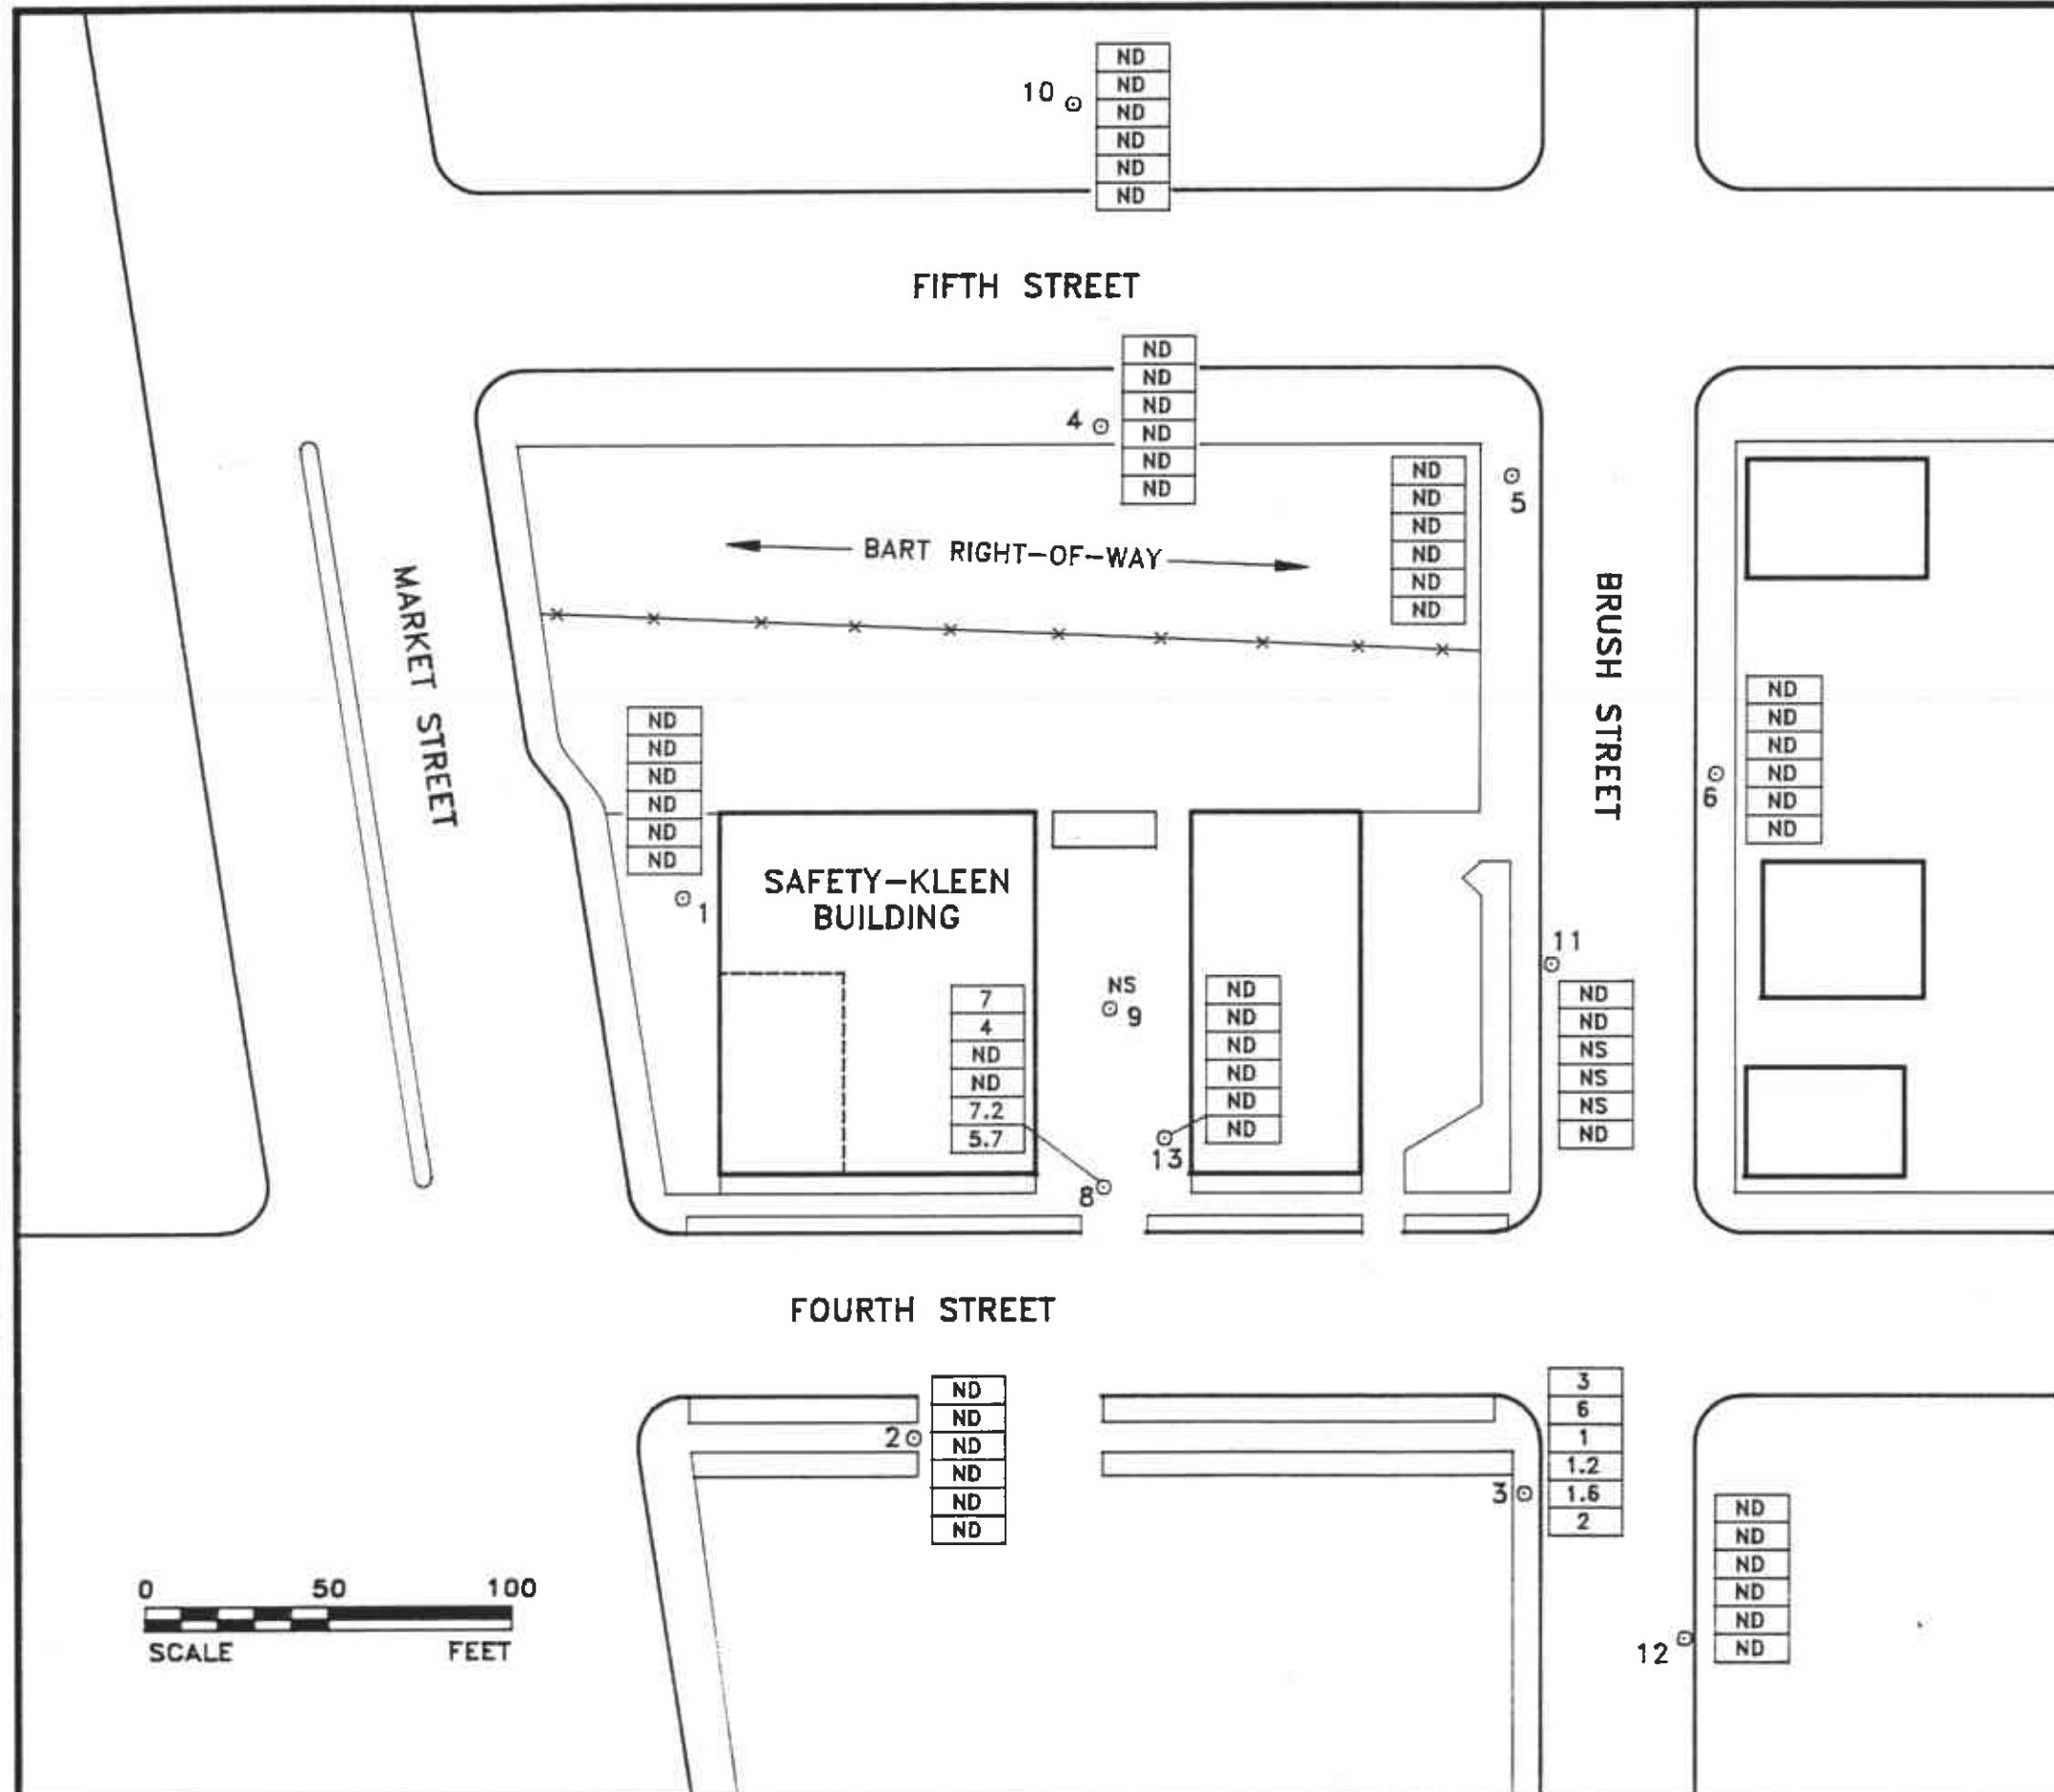 10
ND
ND
ND
ND
ND
ND
FIFTH STREET
4
ND
ND
ND
ND
ND
ND
ND
ND
ND
ND
ND
ND
5
BART RIGHT-OF-WAY
MARKET STREET
BRUSH STREET
ND
ND
ND
ND
ND
ND
1
ND
ND
ND
ND
ND
ND
6
SAFETY-KLEEN
BUILDING
7
4
ND
ND
7.2
5.7
8
NS
9
ND
ND
ND
ND
ND
ND
13
11
ND
ND
NS
NS
NS
ND
FOURTH STREET
2
ND
ND
ND
ND
ND
ND
3
3
6
1
1.2
1.6
2
12
ND
ND
ND
ND
ND
ND
0 50 100
SCALE FEET